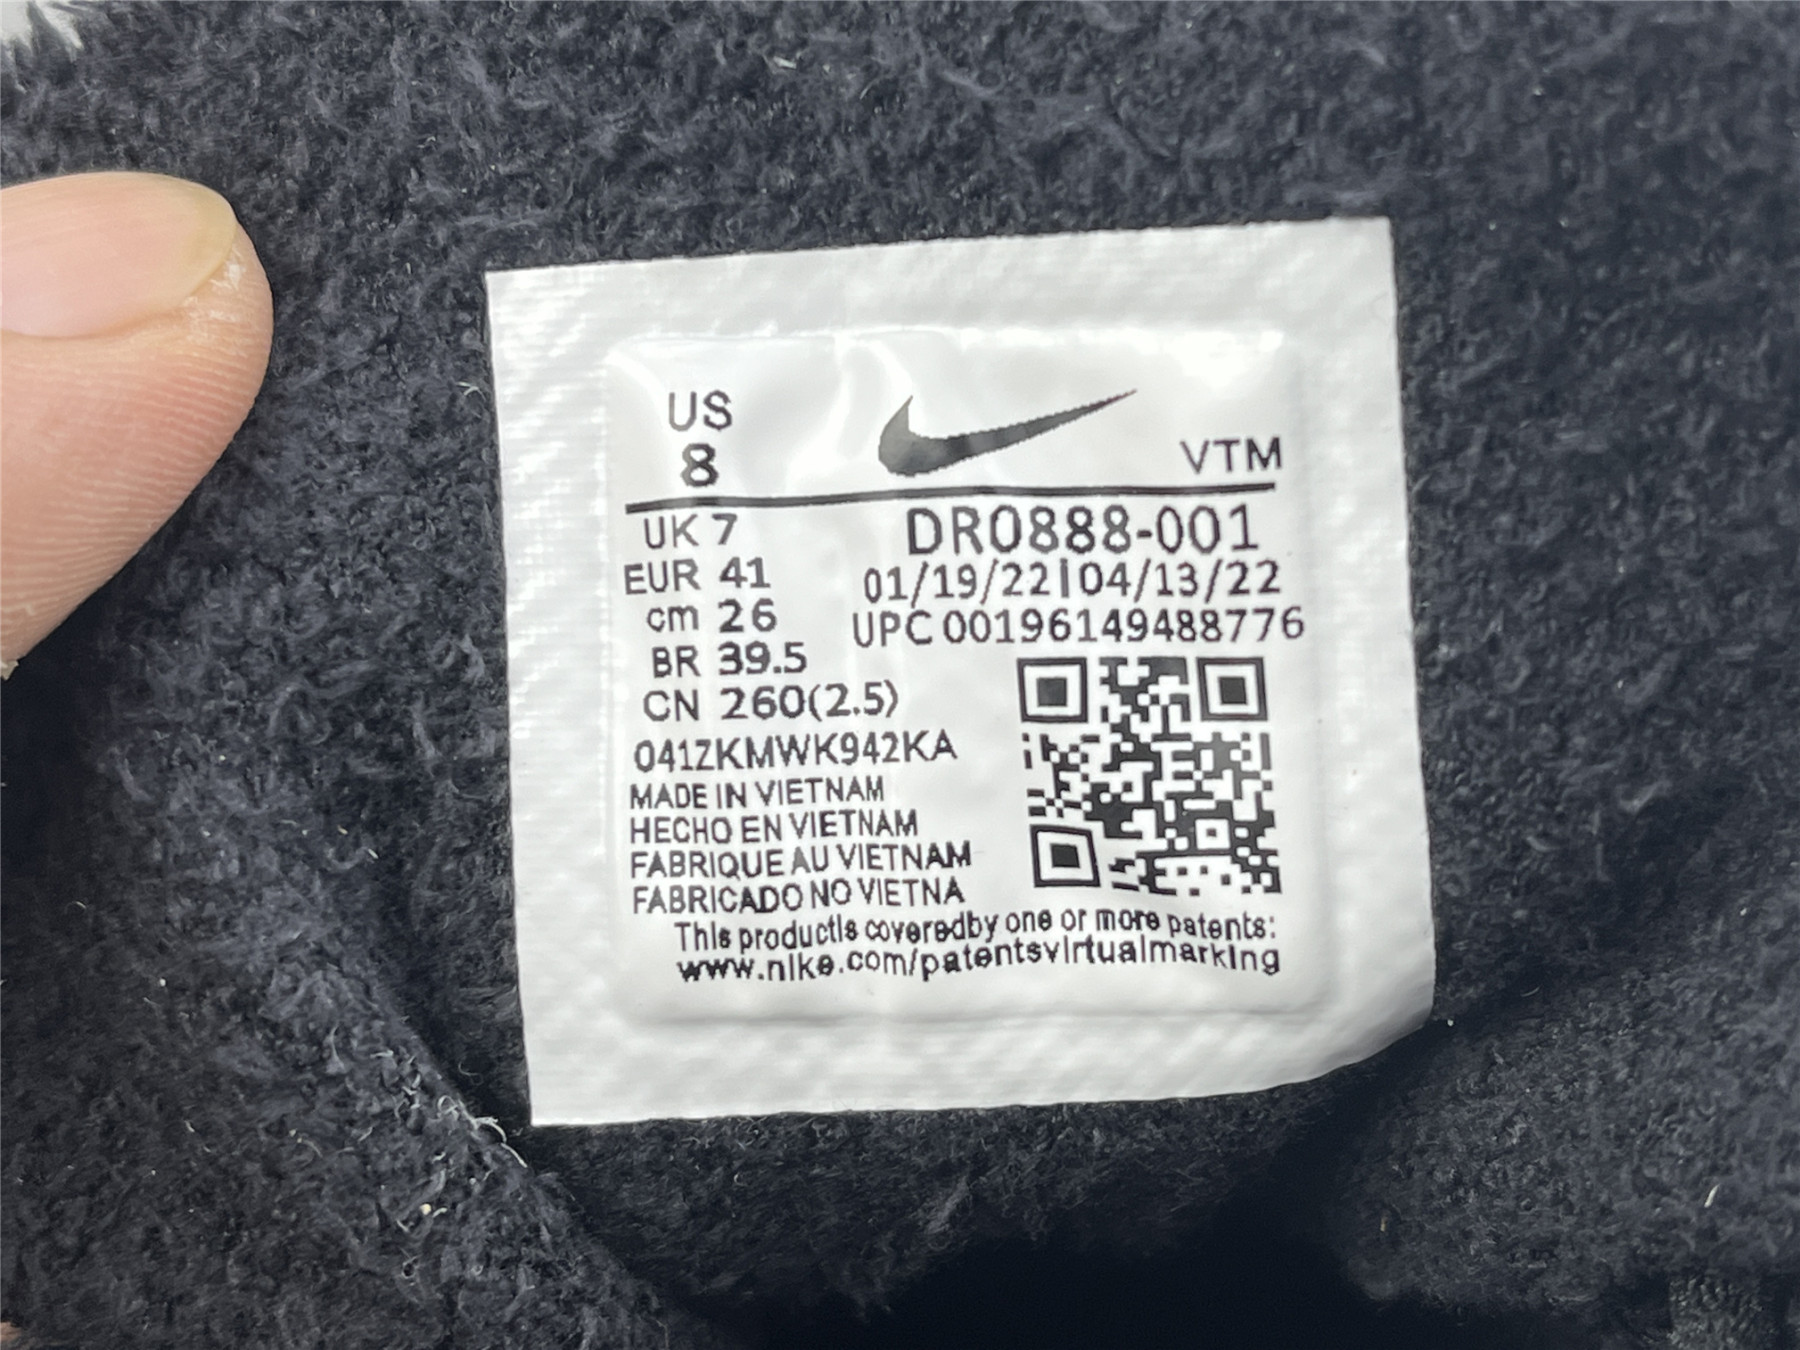 US
8
VTM
UK 7
EUR 41
cm 26
BR 39.5
CN 260(2.5)
DR0888-001
01/19/22|04/13/22
UPC 00196149488776
041ZKMWK942KA
MADE IN VIETNAM
HECHO EN VIETNAM
FABRIQUE AU VIETNAM
FABRICADO NO VIETNA
This productis coveredby one or more patents:
www.nike.com/patentsvirtualmarking